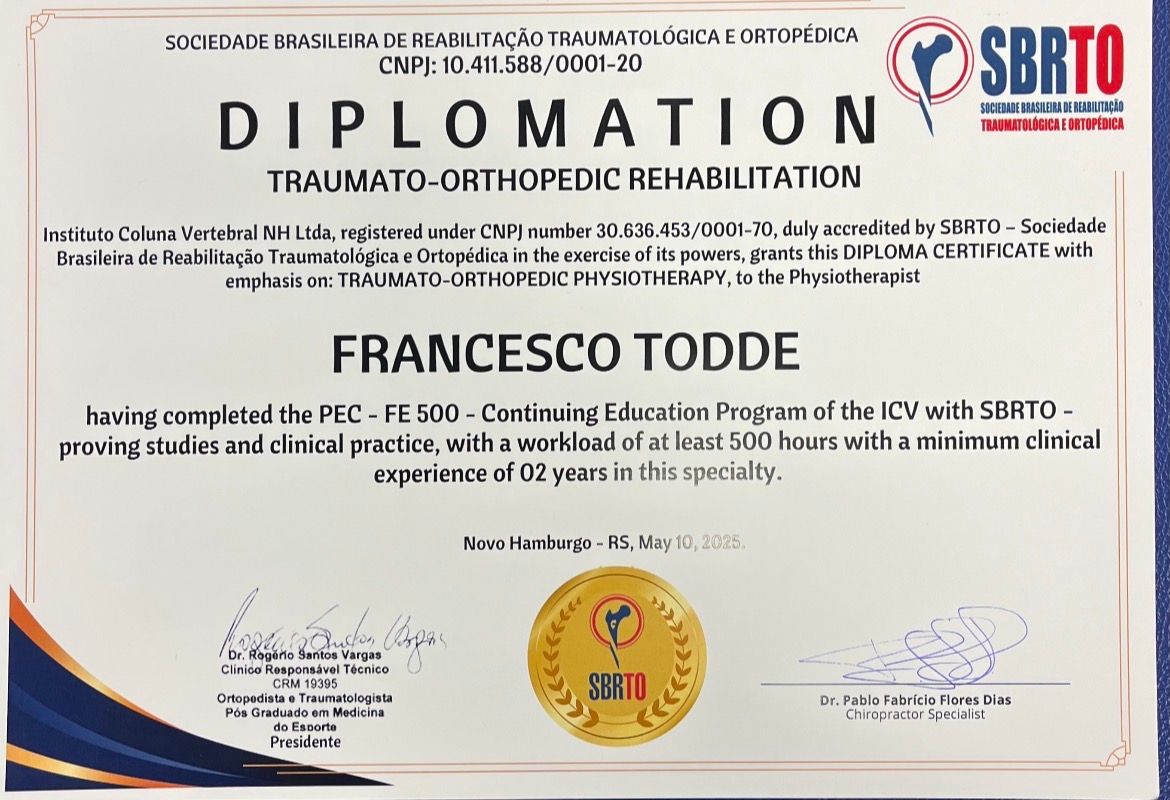 SOCIEDADE BRASILEIRA DE REABILITAÇÃO TRAUMATOLÓGICA E ORTOPÉDICA
CNPJ: 10.411.588/0001-20
SBRTO
SOCIEDADE BRASILEIRA DE REABILITAÇÃO
TRAUMATOLÓGICA E ORTOPÉDICA
DIPLOMATION
TRAUMATO-ORTHOPEDIC REHABILITATION
Instituto Coluna Vertebral NH Ltda, registered under CNPJ number 30.636.453/0001-70, duly accredited by SBRTO – Sociedade
Brasileira de Reabilitação Traumatológica e Ortopédica in the exercise of its powers, grants this DIPLOMA CERTIFICATE with
emphasis on: TRAUMATO-ORTHOPEDIC PHYSIOTHERAPY, to the Physiotherapist
FRANCESCO TODDE
having completed the PEC - FE 500 - Continuing Education Program of the ICV with SBRTO -
proving studies and clinical practice, with a workload of at least 500 hours with a minimum clinical
experience of 02 years in this specialty.
Novo Hamburgo - RS, May 10, 2025.
Dr. Rogério Santos Vargas
Clinico Responsável Técnico
CRM 19395
Ortopedista e Traumatologista
Pós Graduado em Medicina
do Esporte
Presidente
SBRTO
Dr. Pablo Fabrício Flores Dias
Chiropractor Specialist